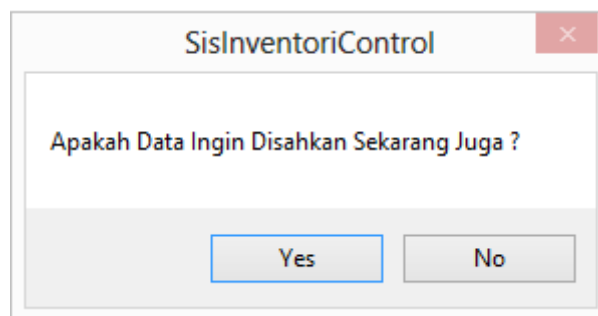 SisInventoriControl
Apakah Data Ingin Disahkan Sekarang Juga ?
Yes No